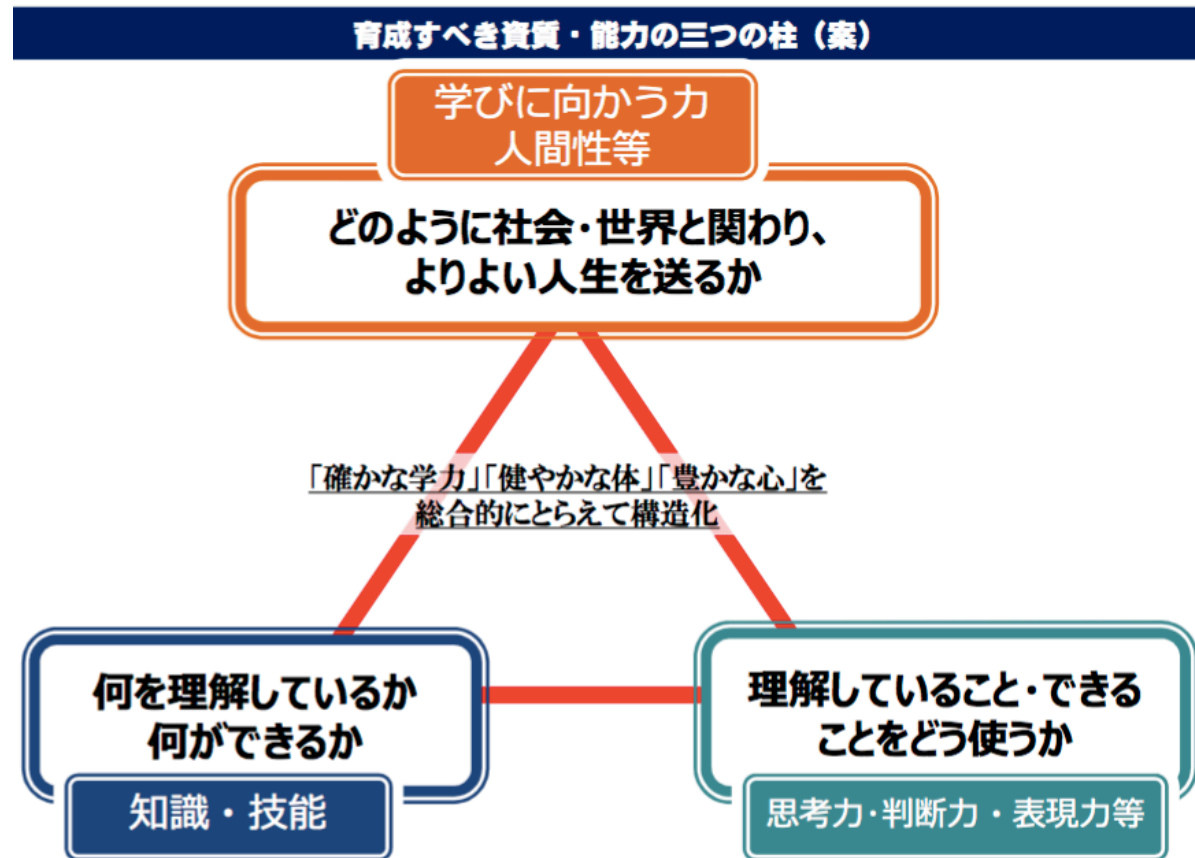 育成すべき資質・能力の三つの柱（案）
学びに向かう力
人間性等
どのように社会・世界と関わり、
よりよい人生を送るか
「確かな学力」「健やかな体」「豊かな心」を
総合的にとらえて構造化
何を理解しているか
何ができるか
知識・技能
理解していること・できる
ことをどう使うか
思考力・判断力・表現力等